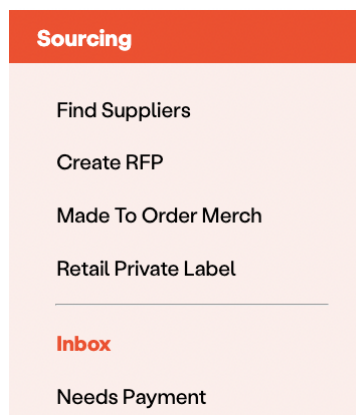 Sourcing
Find Suppliers
Create RFP
Made To Order Merch
Retail Private Label
Inbox
Needs Payment